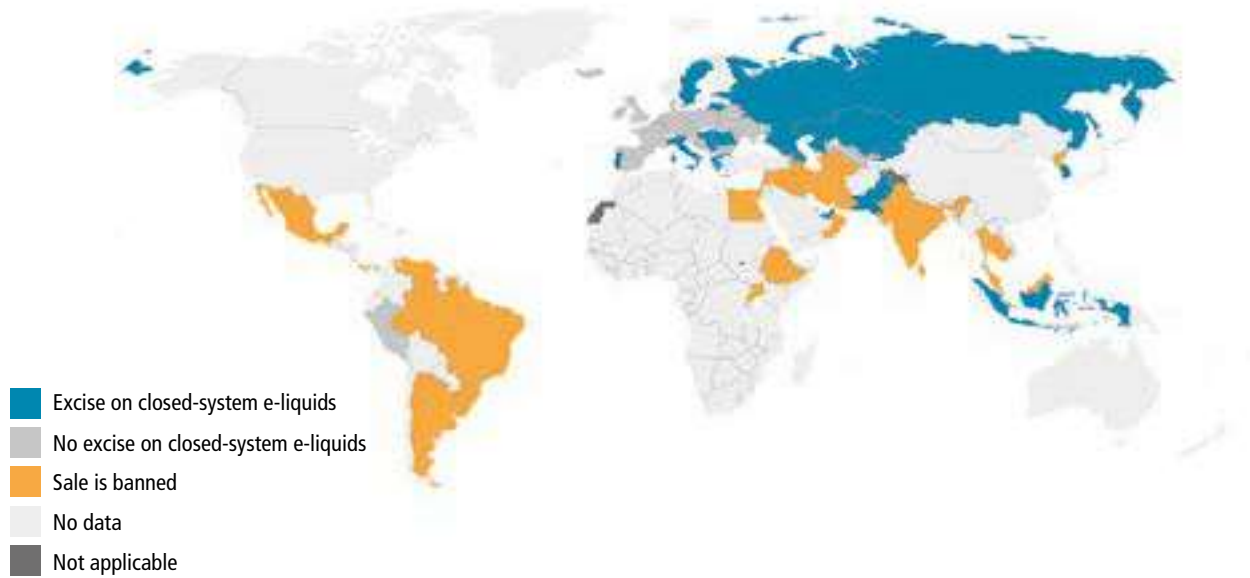 Excise on closed-system e-liquids
No excise on closed-system e-liquids
Sale is banned
No data
Not applicable